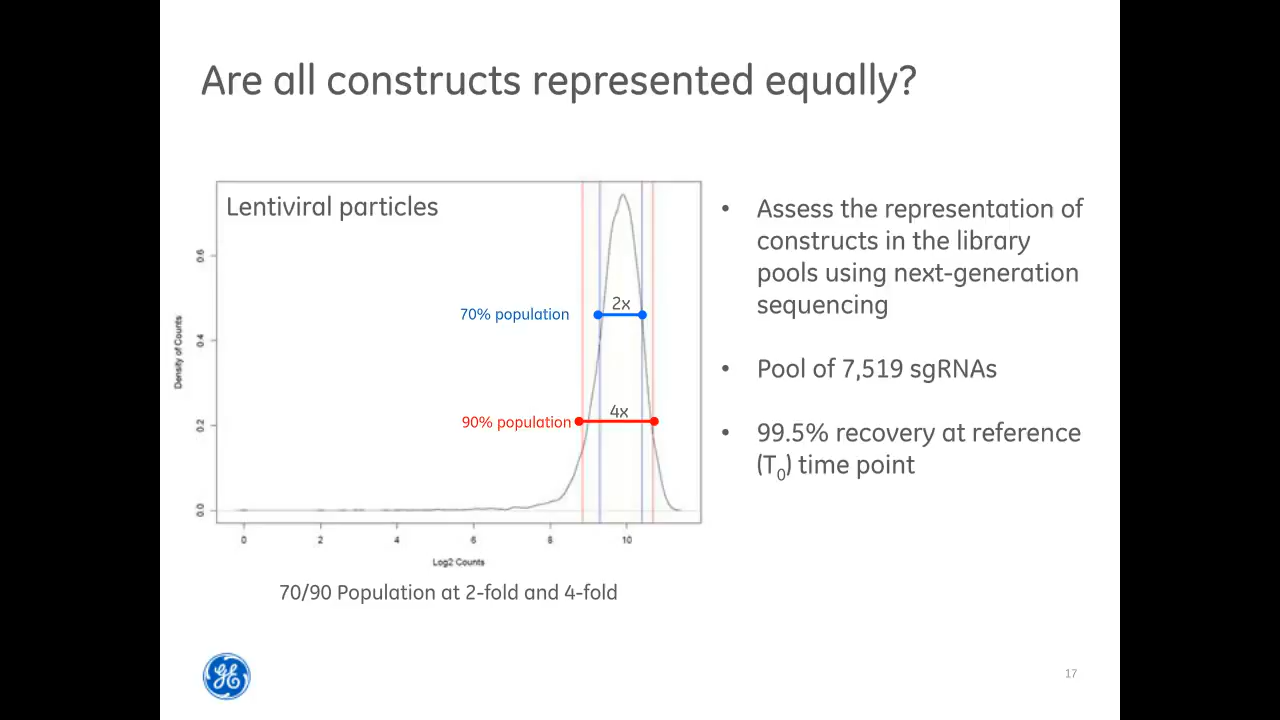 Are all constructs represented equally?
Lentiviral particles
0.6
0.4
0.2
0.0
Density of Counts
2x
70% population
4x
90% population
0 2 4 6 8 10
Log2 Counts
70/90 Population at 2-fold and 4-fold
• Assess the representation of
constructs in the library
pools using next-generation
sequencing
• Pool of 7,519 sgRNAs
• 99.5% recovery at reference
(T0) time point
GE
17